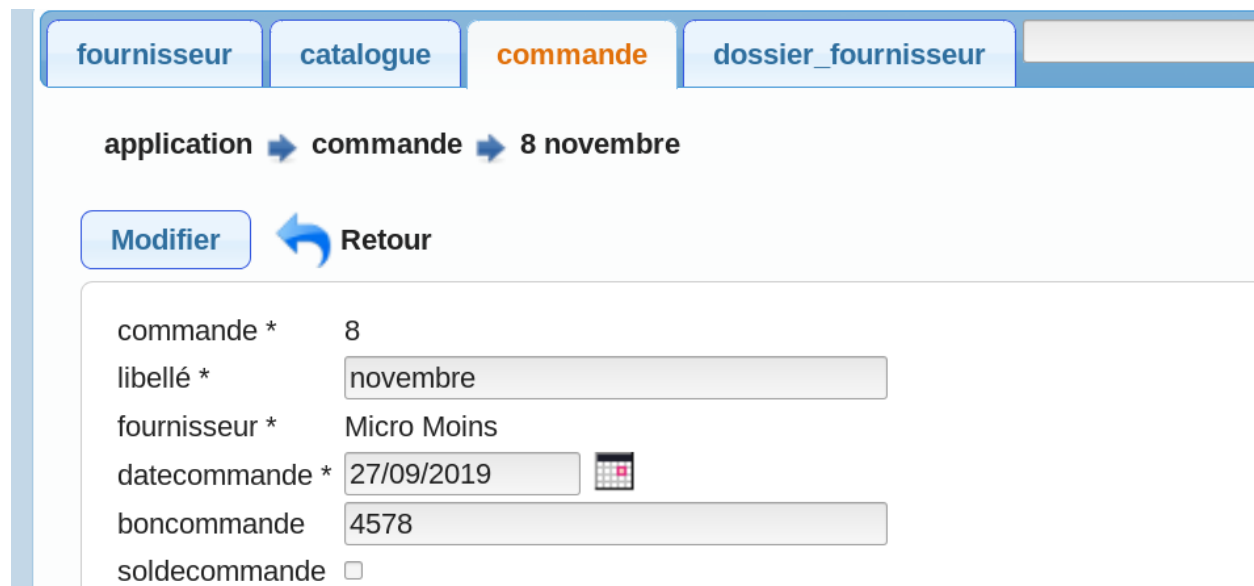 fournisseur catalogue commande dossier_fournisseur
application commande 8 novembre
Modifier Retour
commande * 8
libellé * novembre
fournisseur * Micro Moins
datecommande * 27/09/2019
boncommande 4578
soldecommande